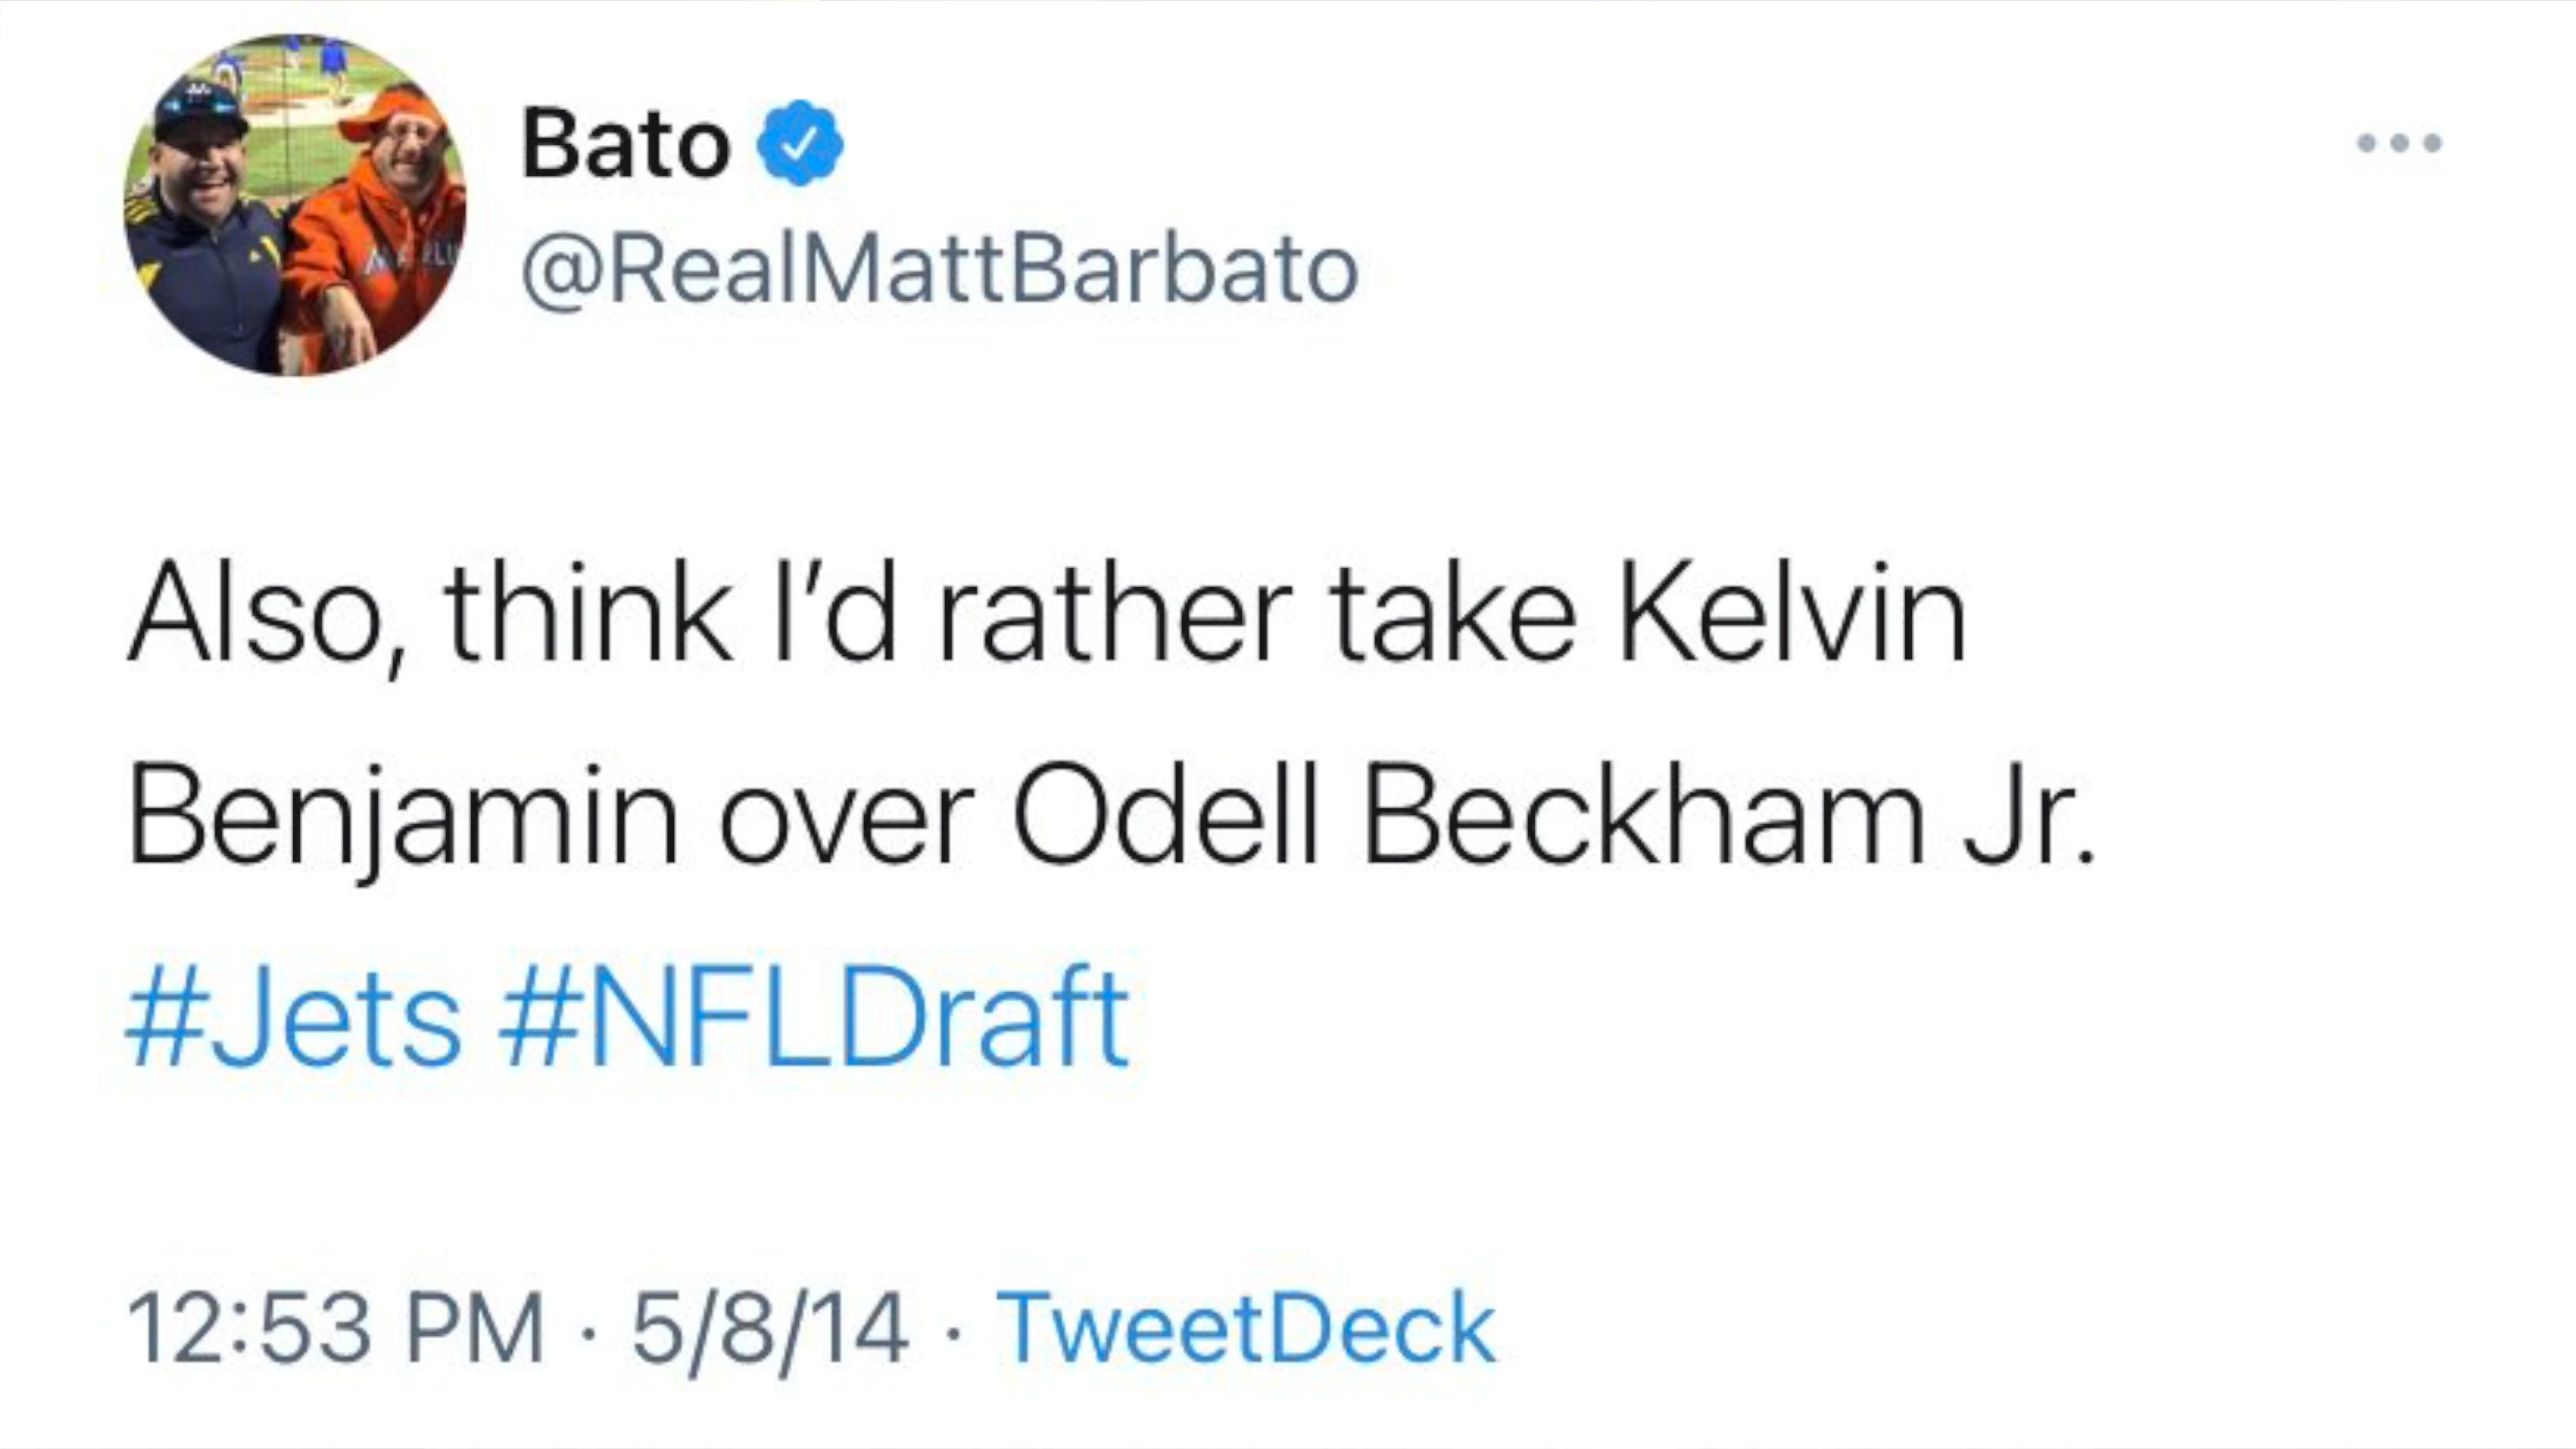 Bato
@RealMattBarbato
Also, think I’d rather take Kelvin
Benjamin over Odell Beckham Jr.
#Jets #NFLDraft
12:53 PM · 5/8/14 · TweetDeck